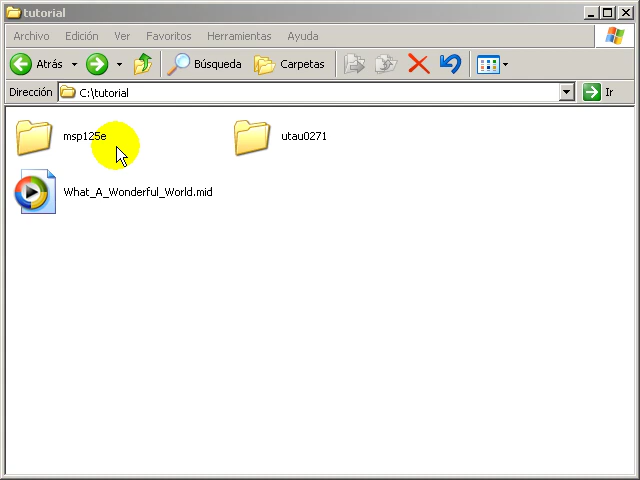 tutorial
Archivo Edición Ver Favoritos Herramientas Ayuda
Atrás Búsqueda Carpetas
Dirección C:\tutorial Ir
msp125e utau0271
What_A_Wonderful_World.mid